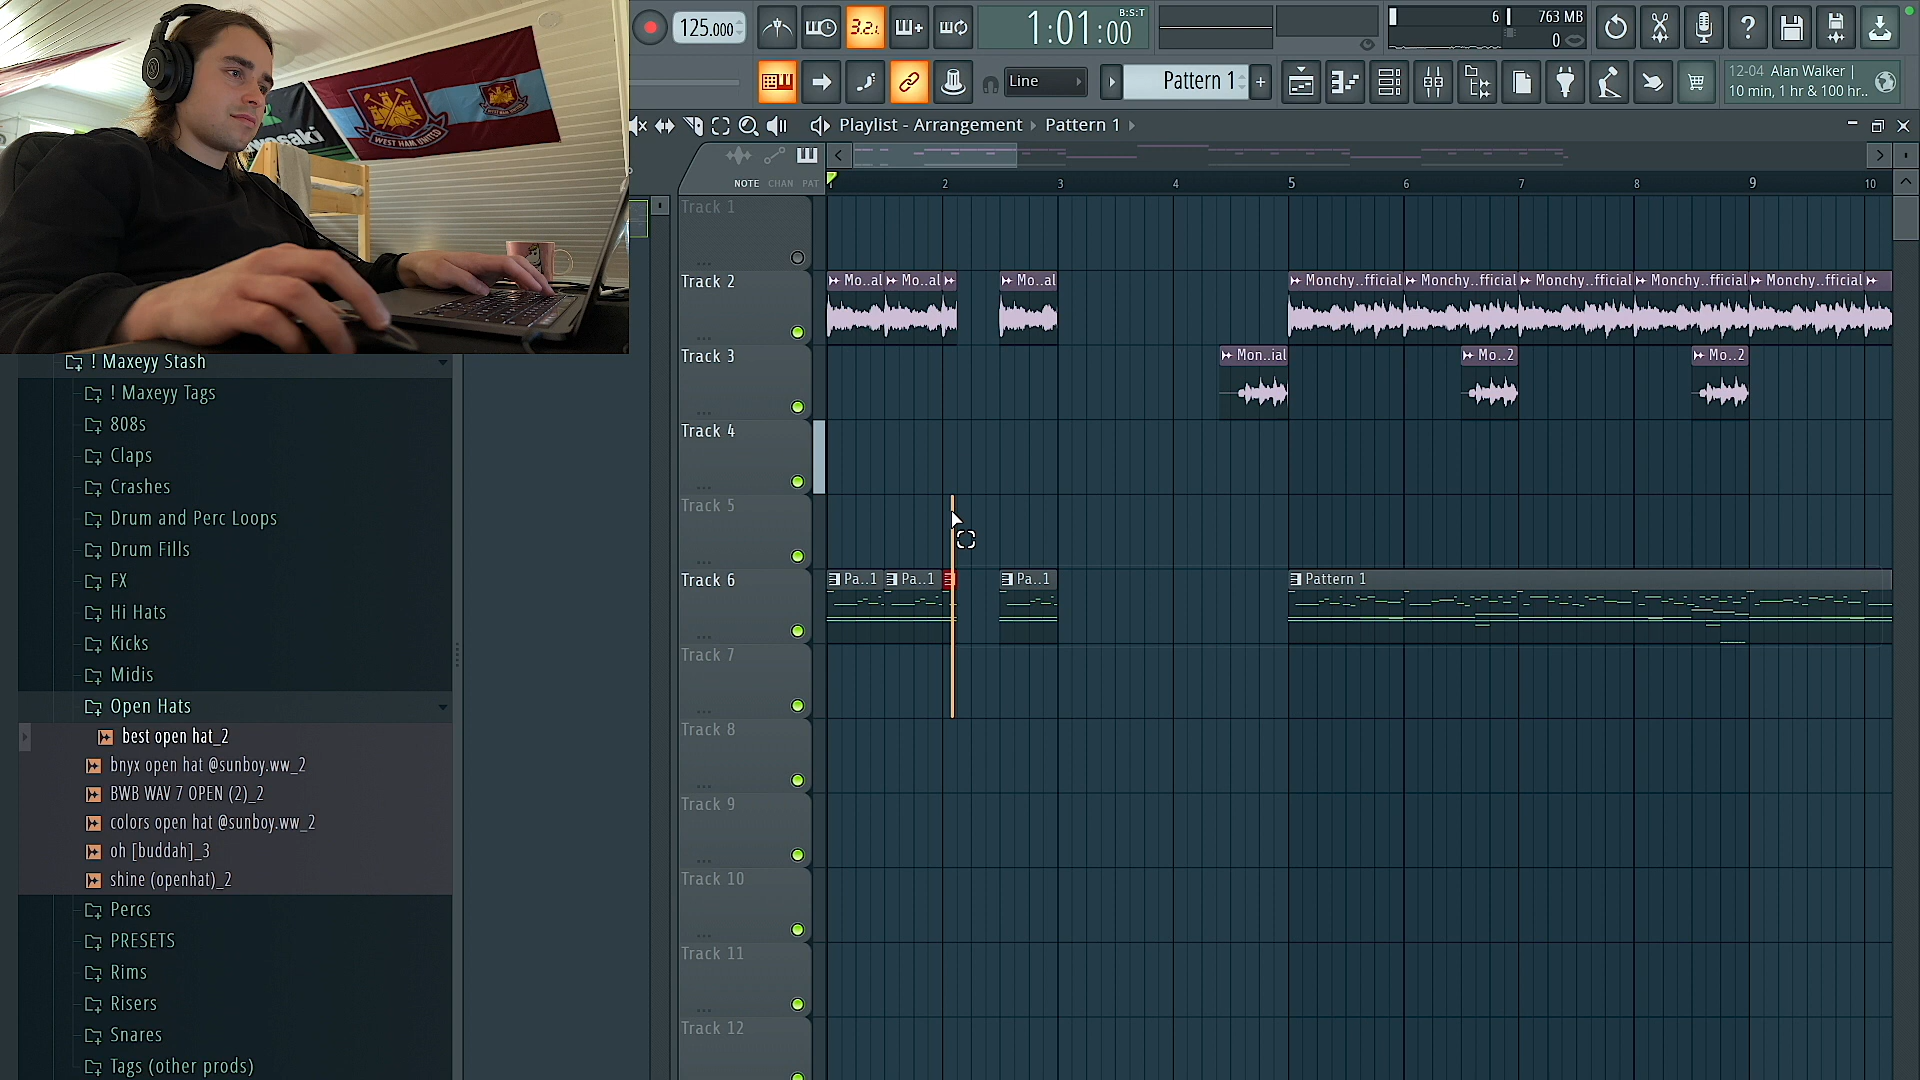 125.000
3.2.
1:01:00
B:S:T
6
763 MB
0
Line
Pattern 1
12-04 Alan Walker |
10 min, 1 hr & 100 hr..
Playlist - Arrangement
Pattern 1
NOTE CHAN PAT
1 2 3 4 5 6 7 8 9 10
WEST HAM UNITED
Track 1
Track 2
Mo..al
Mo..al
Mo..al
Monchy..fficial
Monchy..fficial
Monchy..fficial
Monchy..fficial
Monchy..fficial
Track 3
Mon..ial
Mo..2
Mo..2
Track 4
Track 5
Track 6
Pa..1
Pa..1
Pa..1
Pattern 1
Track 7
Track 8
Track 9
Track 10
Track 11
Track 12
! Maxeyy Stash
! Maxeyy Tags
808s
Claps
Crashes
Drum and Perc Loops
Drum Fills
FX
Hi Hats
Kicks
Midis
Open Hats
best open hat_2
bnyx open hat @sunboy.ww_2
BWB WAV 7 OPEN (2)_2
colors open hat @sunboy.ww_2
oh [buddah]_3
shine (openhat)_2
Percs
PRESETS
Rims
Risers
Snares
Tags (other prods)